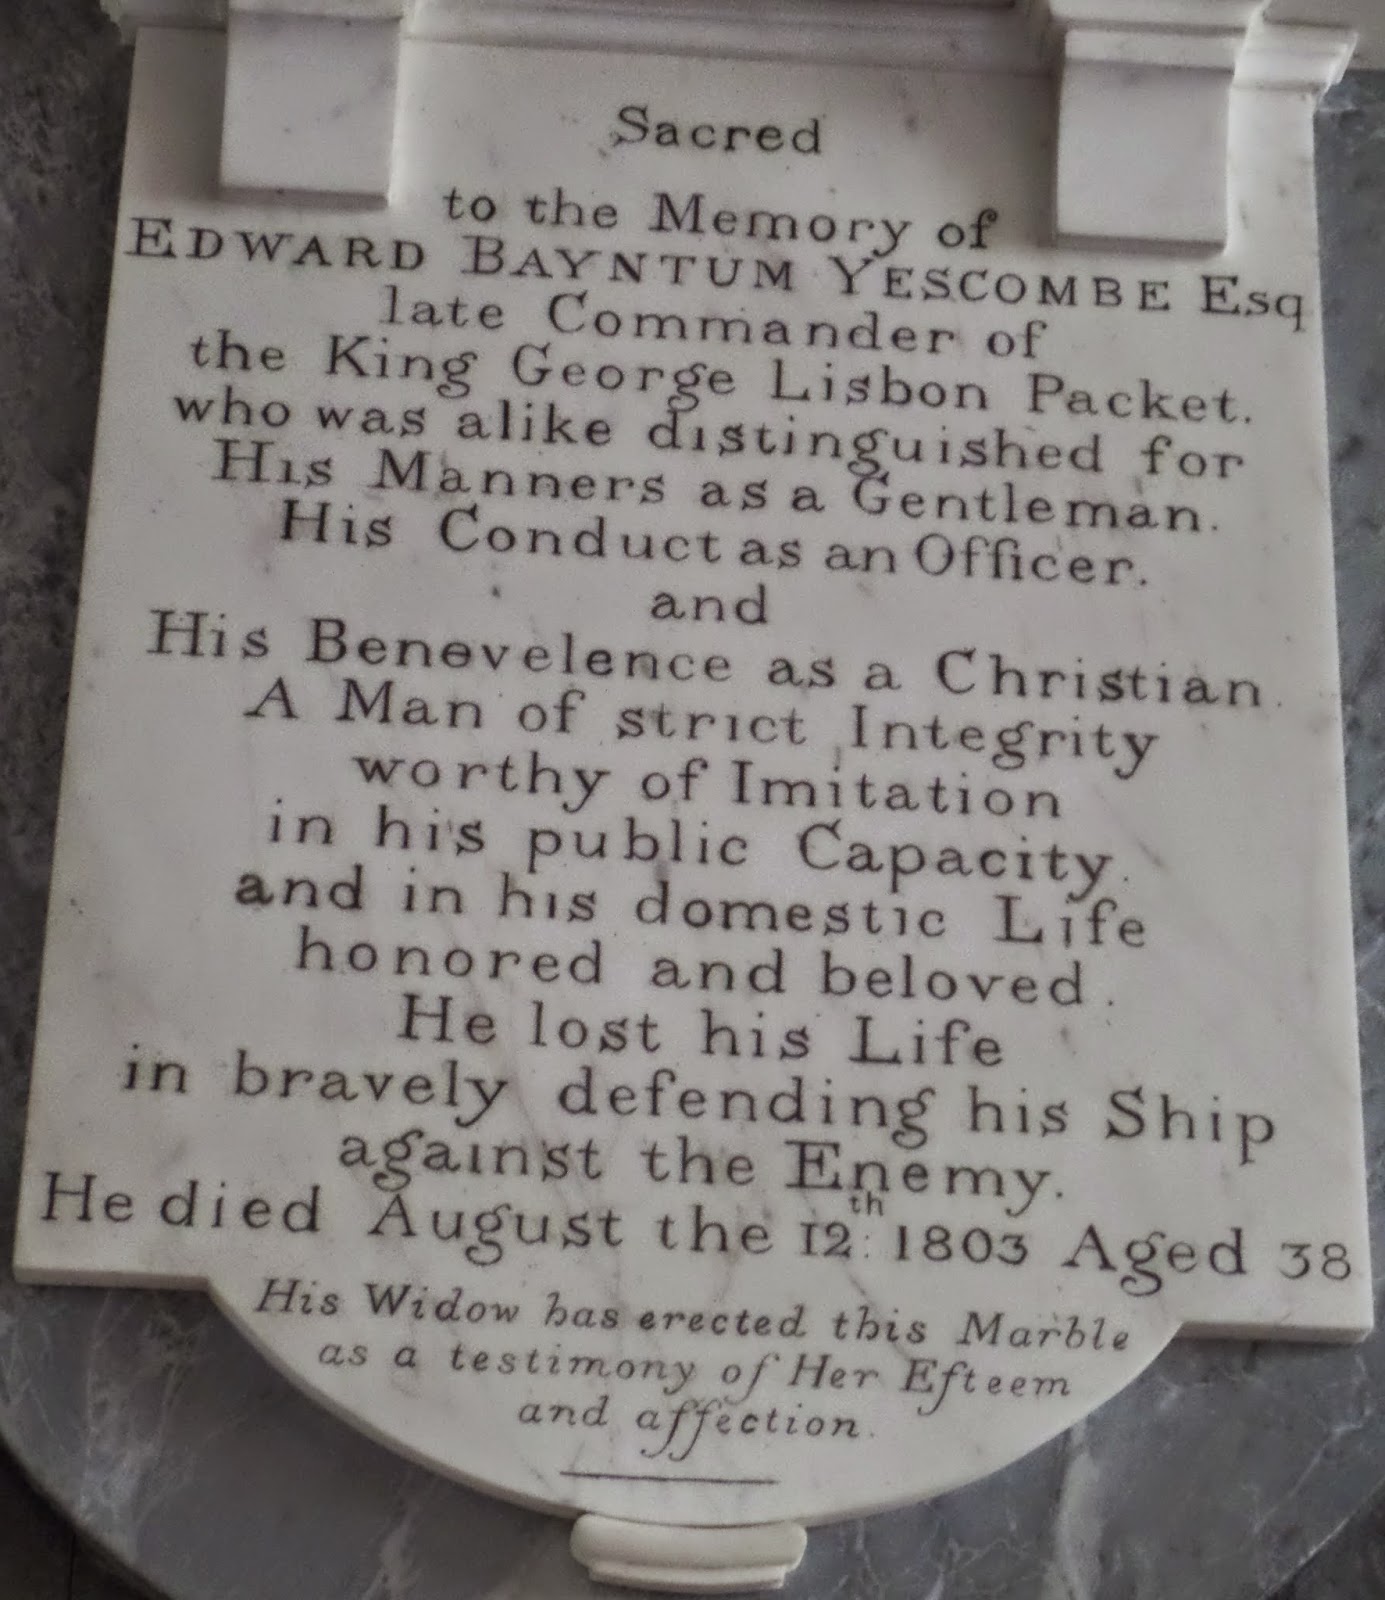 Sacred
to the Memory of
EDWARD BAYNTUM YESCOMBE Esq
late Commander of
the King George Lisbon Packet.
who was alike distinguished for
His Manners as a Gentleman.
His Conduct as an Officer.
and
His Benevelence as a Christian.
A Man of strict Integrity
worthy of Imitation
in his public Capacity.
and in his domestic Life
honored and beloved.
He lost his Life
in bravely defending his Ship
against the Enemy.
He died August the 12th: 1803 Aged 38
His Widow has erected this Marble
as a testimony of Her Eſteem
and affection.